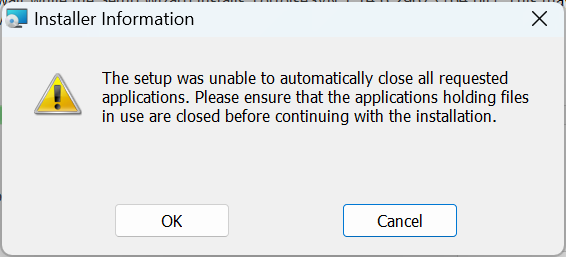 Installer Information
The setup was unable to automatically close all requested
applications. Please ensure that the applications holding files
in use are closed before continuing with the installation.
OK
Cancel